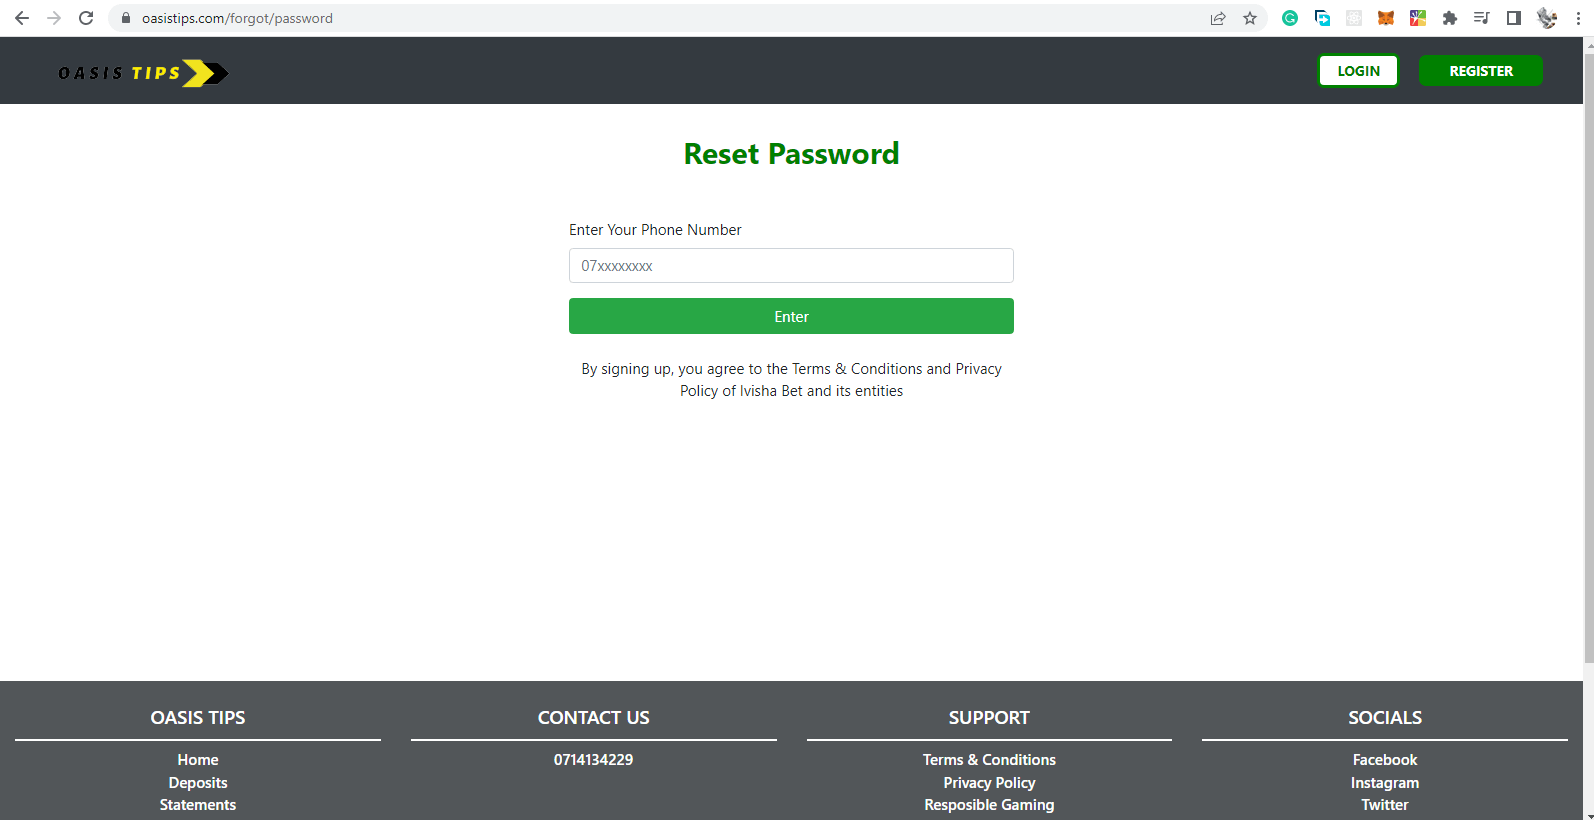 oasistips.com/forgot/password
OASIS TIPS
LOGIN
REGISTER
Reset Password
Enter Your Phone Number
07xxxxxxxx
Enter
By signing up, you agree to the Terms & Conditions and Privacy
Policy of Ivisha Bet and its entities
OASIS TIPS
Home
Deposits
Statements
CONTACT US
0714134229
SUPPORT
Terms & Conditions
Privacy Policy
Resposible Gaming
SOCIALS
Facebook
Instagram
Twitter